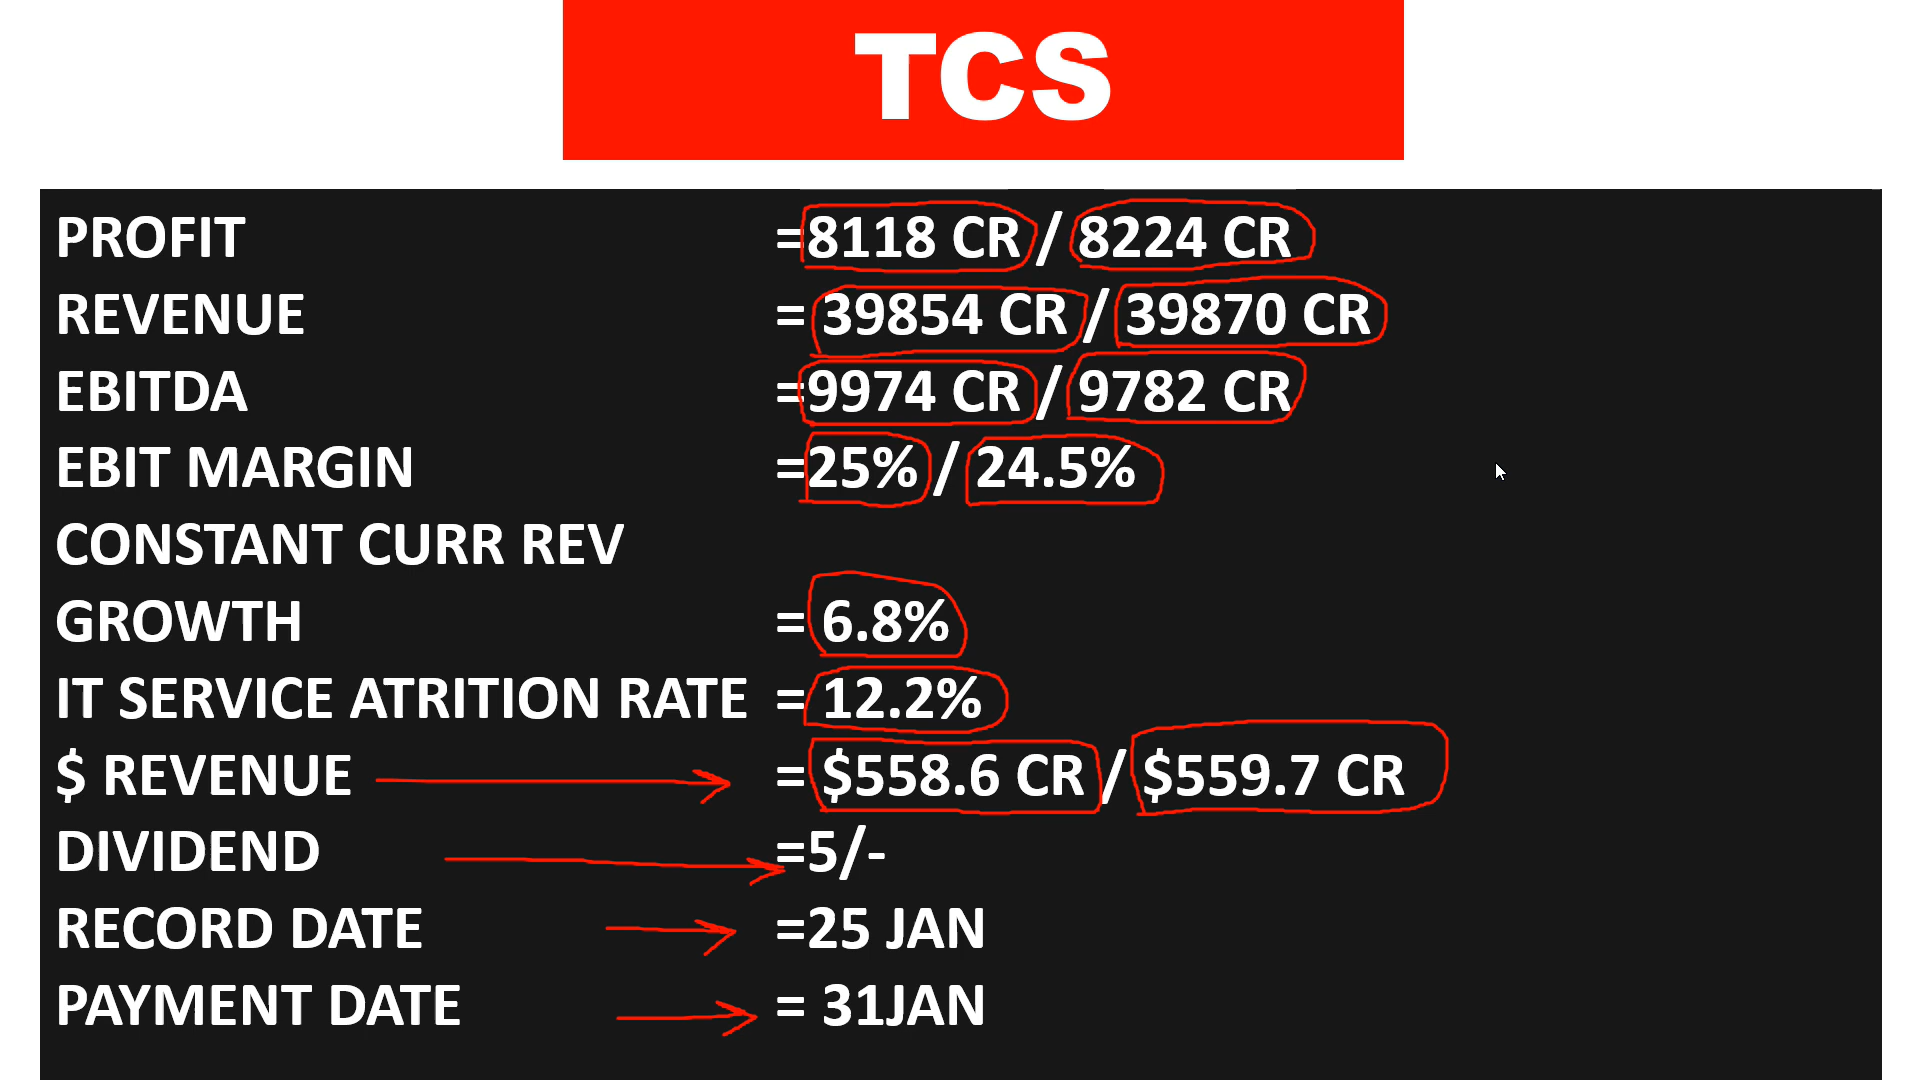 TCS
PROFIT =8118 CR / 8224 CR
REVENUE = 39854 CR / 39870 CR
EBITDA =9974 CR / 9782 CR
EBIT MARGIN =25% / 24.5%
CONSTANT CURR REV
GROWTH = 6.8%
IT SERVICE ATRITION RATE = 12.2%
$ REVENUE = $558.6 CR / $559.7 CR
DIVIDEND =5/-
RECORD DATE =25 JAN
PAYMENT DATE = 31JAN